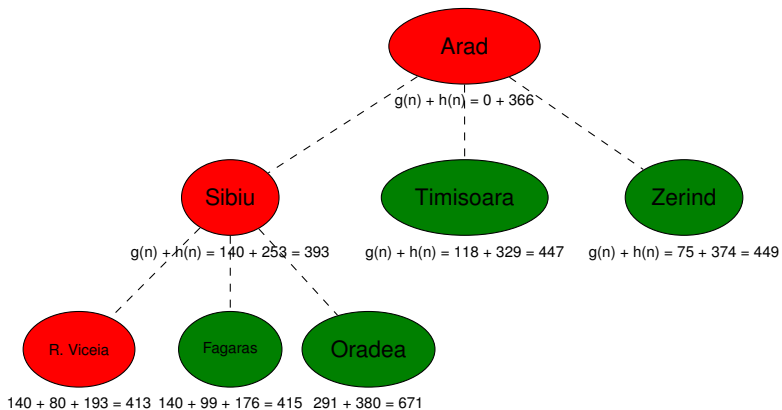 Arad
g(n) + h(n) = 0 + 366
Sibiu
Timisoara
Zerind
g(n) + h(n) = 140 + 253 = 393
g(n) + h(n) = 118 + 329 = 447
g(n) + h(n) = 75 + 374 = 449
R. Viceia
Fagaras
Oradea
140 + 80 + 193 = 413
140 + 99 + 176 = 415
291 + 380 = 671